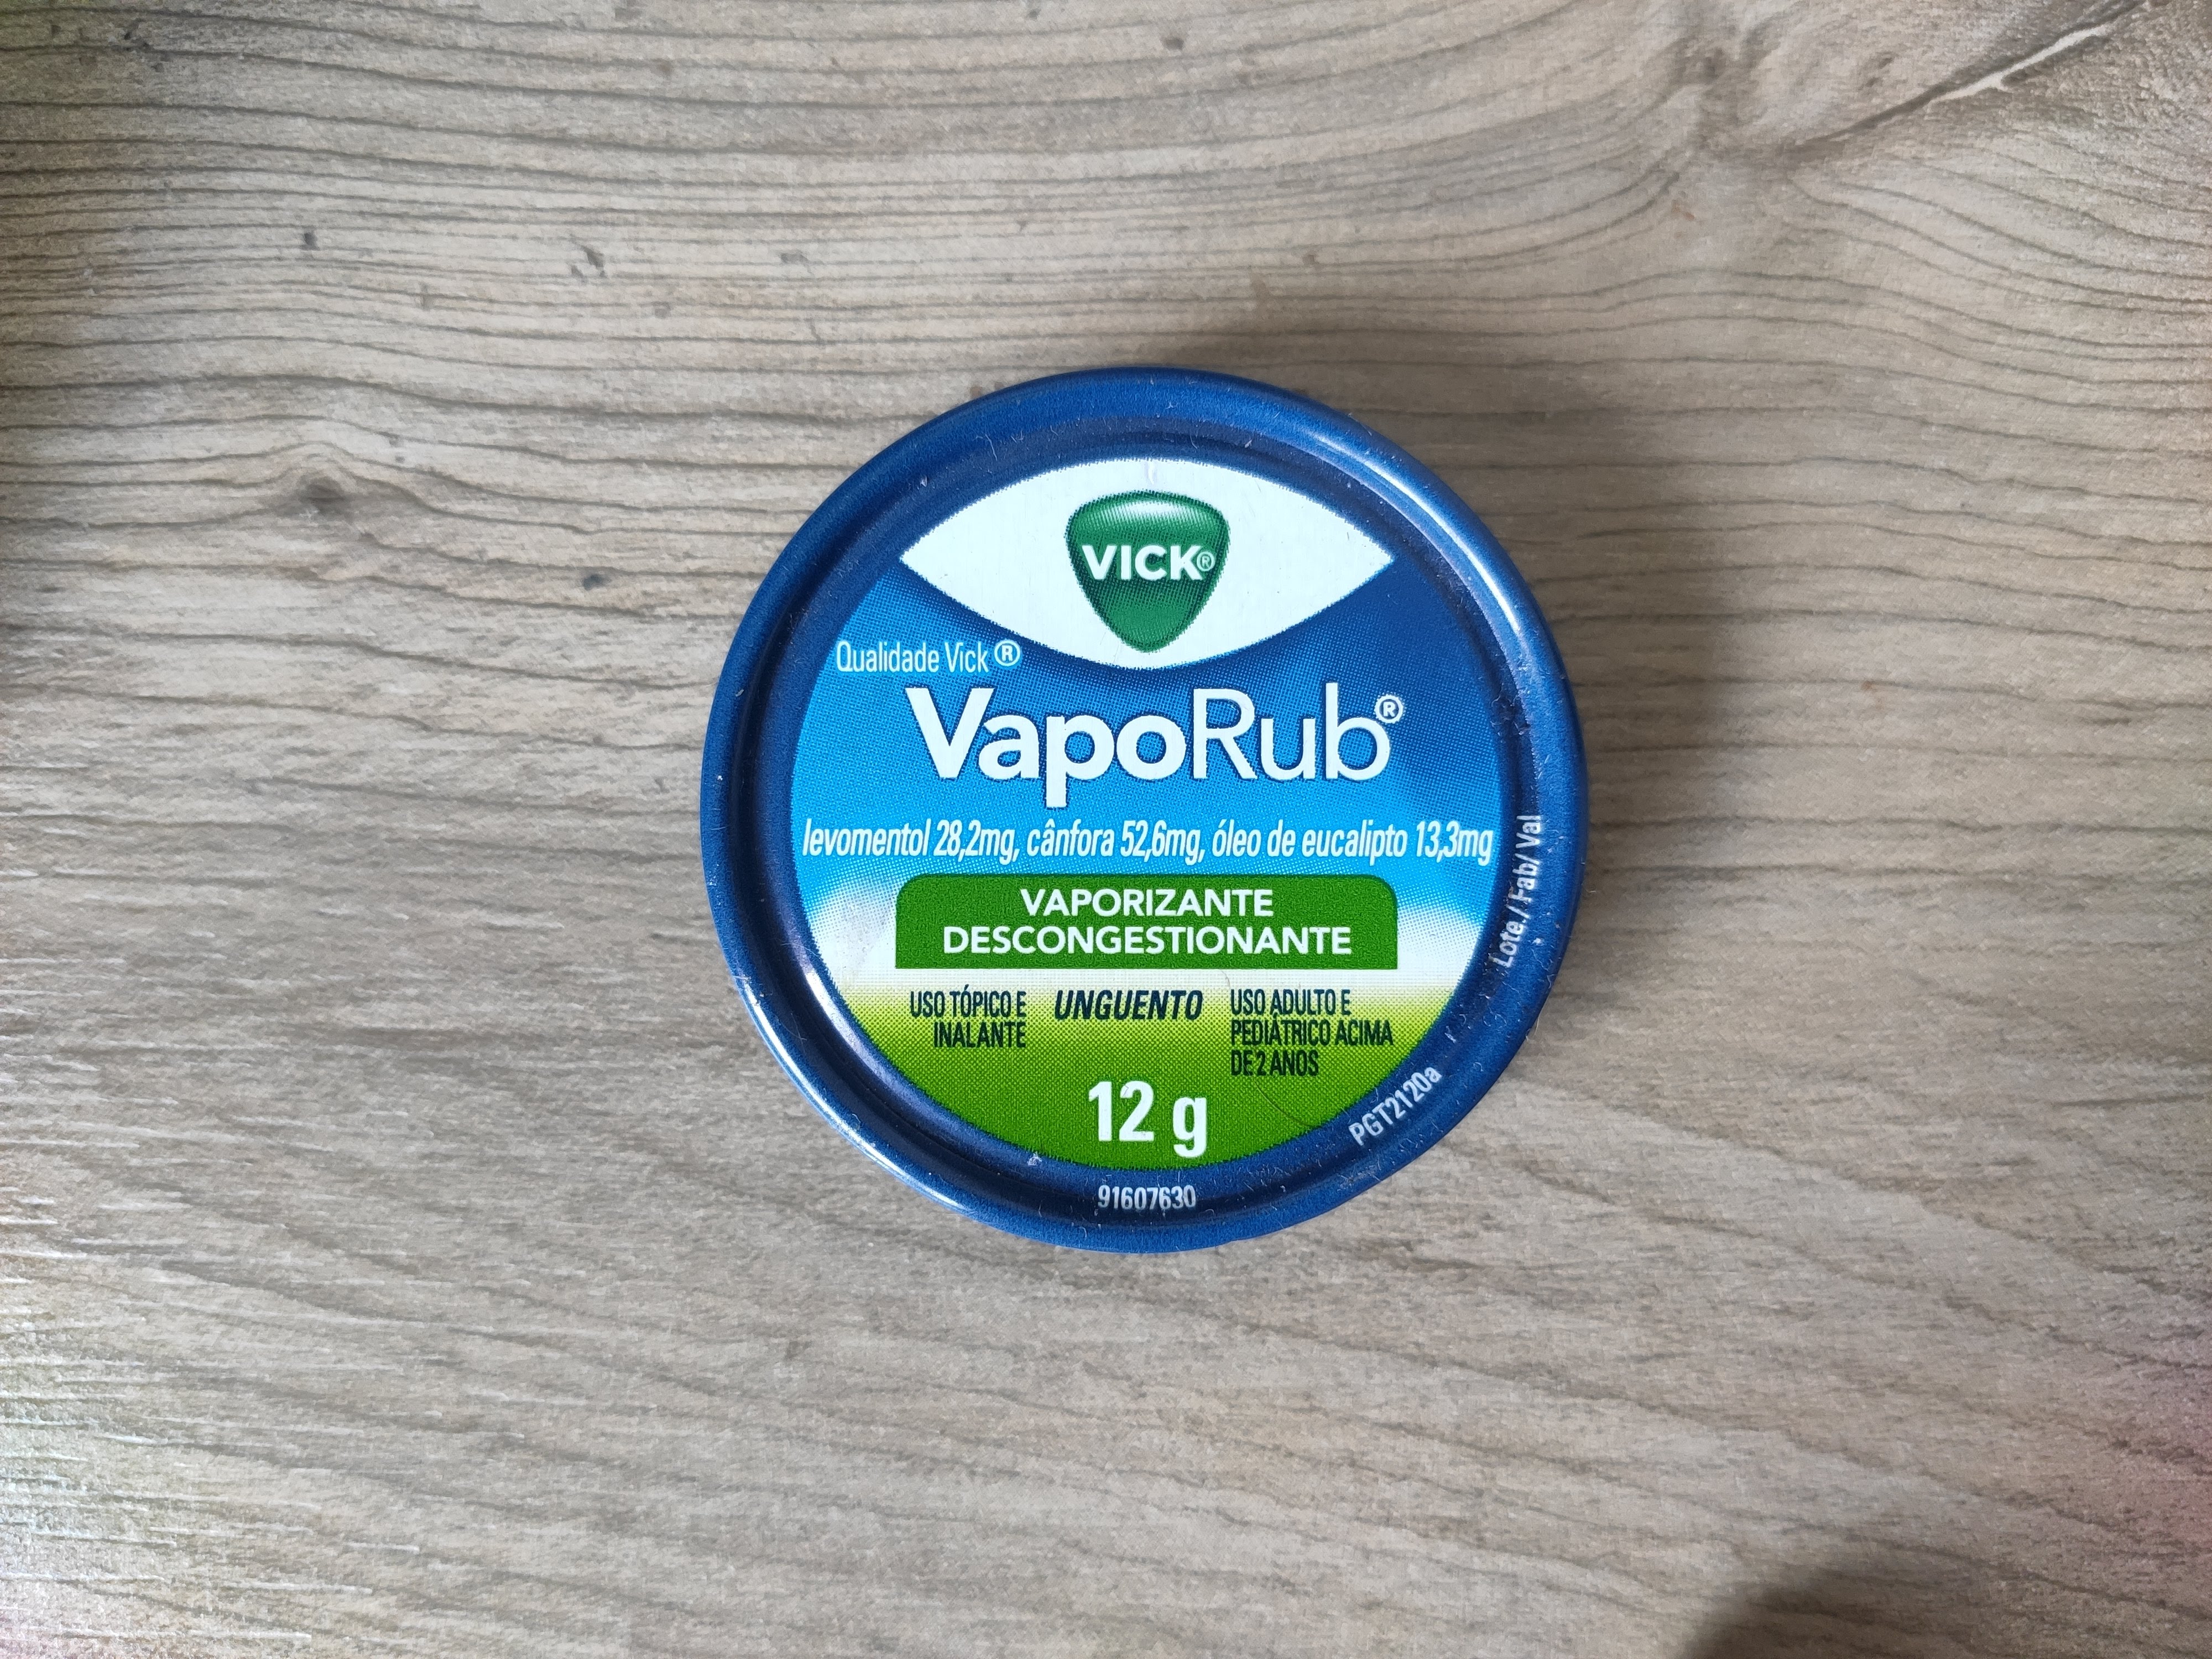 VICK®
Qualidade Vick ®
VapoRub®
levomentol 28,2mg, cânfora 52,6mg, óleo de eucalipto 13,3mg
VAPORIZANTE
DESCONGESTIONANTE
USO TÓPICO E
INALANTE
UNGUENTO
USO ADULTO E
PEDIÁTRICO ACIMA
DE 2 ANOS
12 g
91607630
PGT2120a
Lote./ Fab/ Val